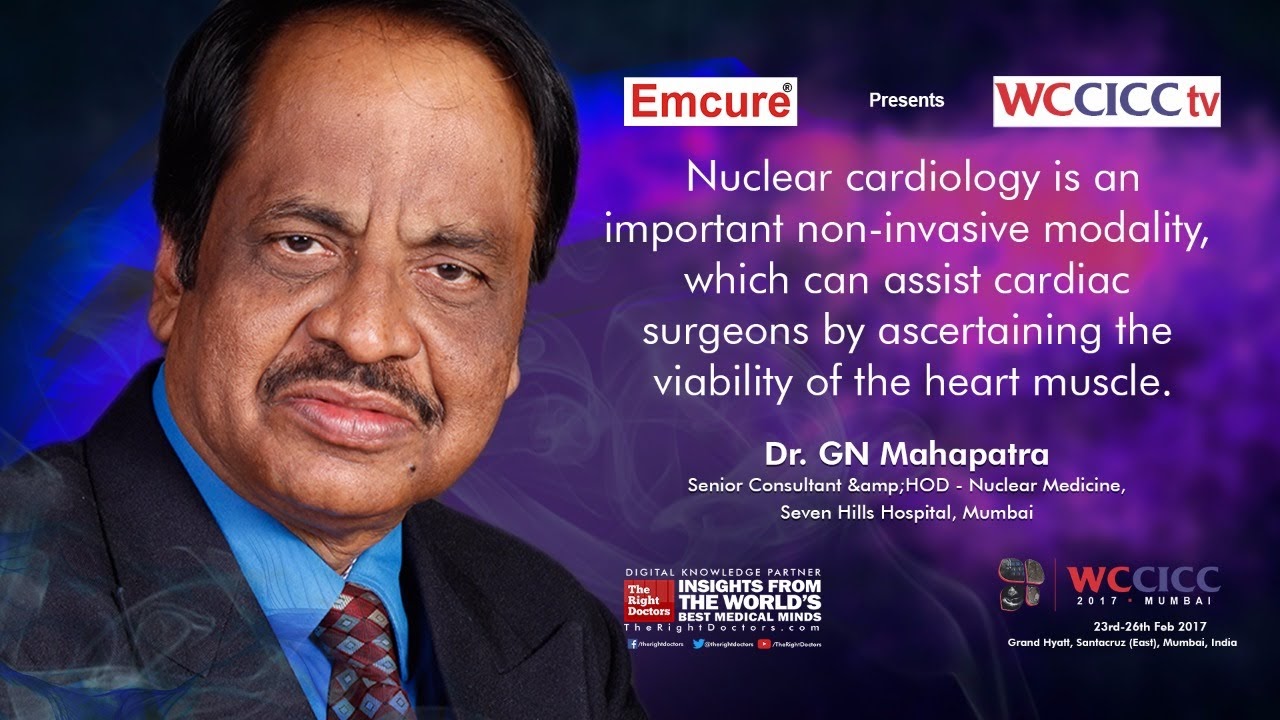 Emcure® Presents WCCICC tv
Nuclear cardiology is an
important non-invasive modality,
which can assist cardiac
surgeons by ascertaining the
viability of the heart muscle.
Dr. GN Mahapatra
Senior Consultant &amp;HOD - Nuclear Medicine,
Seven Hills Hospital, Mumbai
DIGITAL KNOWLEDGE PARTNER
The Right Doctors
INSIGHTS FROM
THE WORLD'S
BEST MEDICAL MINDS
TheRightDoctors.com
/therightdoctors @therightdoctors /TheRightDoctors
WCCICC
2017 • MUMBAI
23rd-26th Feb 2017
Grand Hyatt, Santacruz (East), Mumbai, India